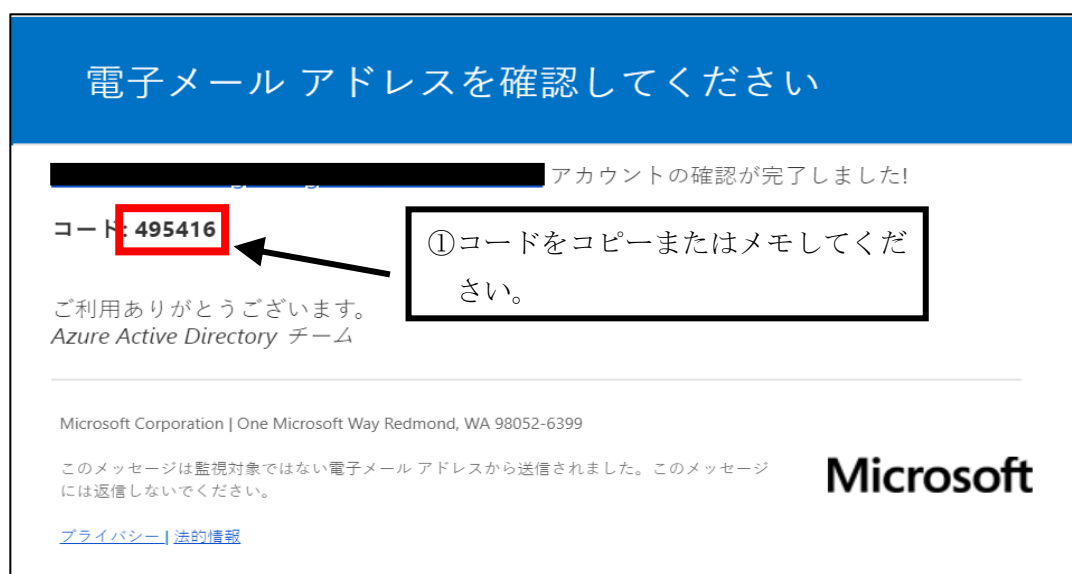 電子メール アドレスを確認してください
アカウントの確認が完了しました!
コード: 495416
①コードをコピーまたはメモしてくだ
さい。
ご利用ありがとうございます。
Azure Active Directory チーム
Microsoft Corporation | One Microsoft Way Redmond, WA 98052-6399
このメッセージは監視対象ではない電子メール アドレスから送信されました。このメッセージ
には返信しないでください。
Microsoft
プライバシー | 法的情報